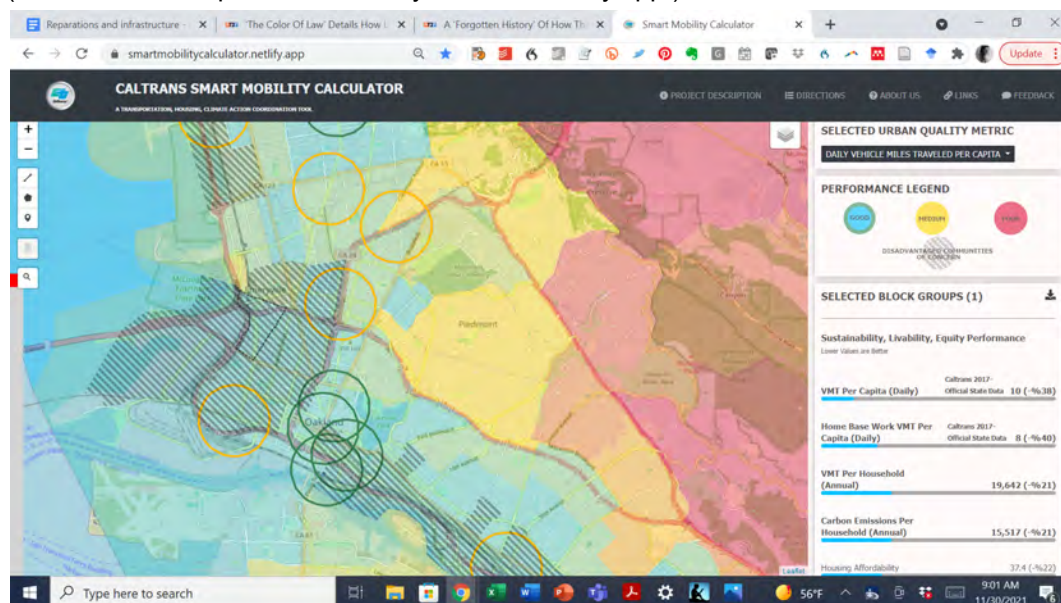 Reparations and infrastructure -
'The Color Of Law' Details How
A 'Forgotten History' Of How Th
Smart Mobility Calculator
smartmobilitycalculator.netlify.app
Update
CALTRANS SMART MOBILITY CALCULATOR
A TRANSPORTATION, HOUSING, CLIMATE ACTION COORDINATION TOOL
PROJECT DESCRIPTION
DIRECTIONS
ABOUT US
LINKS
FEEDBACK
SELECTED URBAN QUALITY METRIC
DAILY VEHICLE MILES TRAVELED PER CAPITA
PERFORMANCE LEGEND
GOOD
MEDIUM
POOR
DISADVANTAGED COMMUNITIES
OF CONCERN
CA 13
CA 24
Piedmont
Oakland
CA 61
Leaflet
SELECTED BLOCK GROUPS (1)
Sustainability, Livability, Equity Performance
Lower Values are Better
VMT Per Capita (Daily)
Caltrans 2017-
Official State Data 10 (-%38)
Home Base Work VMT Per
Capita (Daily)
Caltrans 2017-
Official State Data 8 (-%40)
VMT Per Household
(Annual)
19,642 (-%21)
Carbon Emissions Per
Household (Annual)
15,517 (-%21)
Housing Affordability
37.4 (-%22)
Type here to search
56°F
9:01 AM
11/30/2021